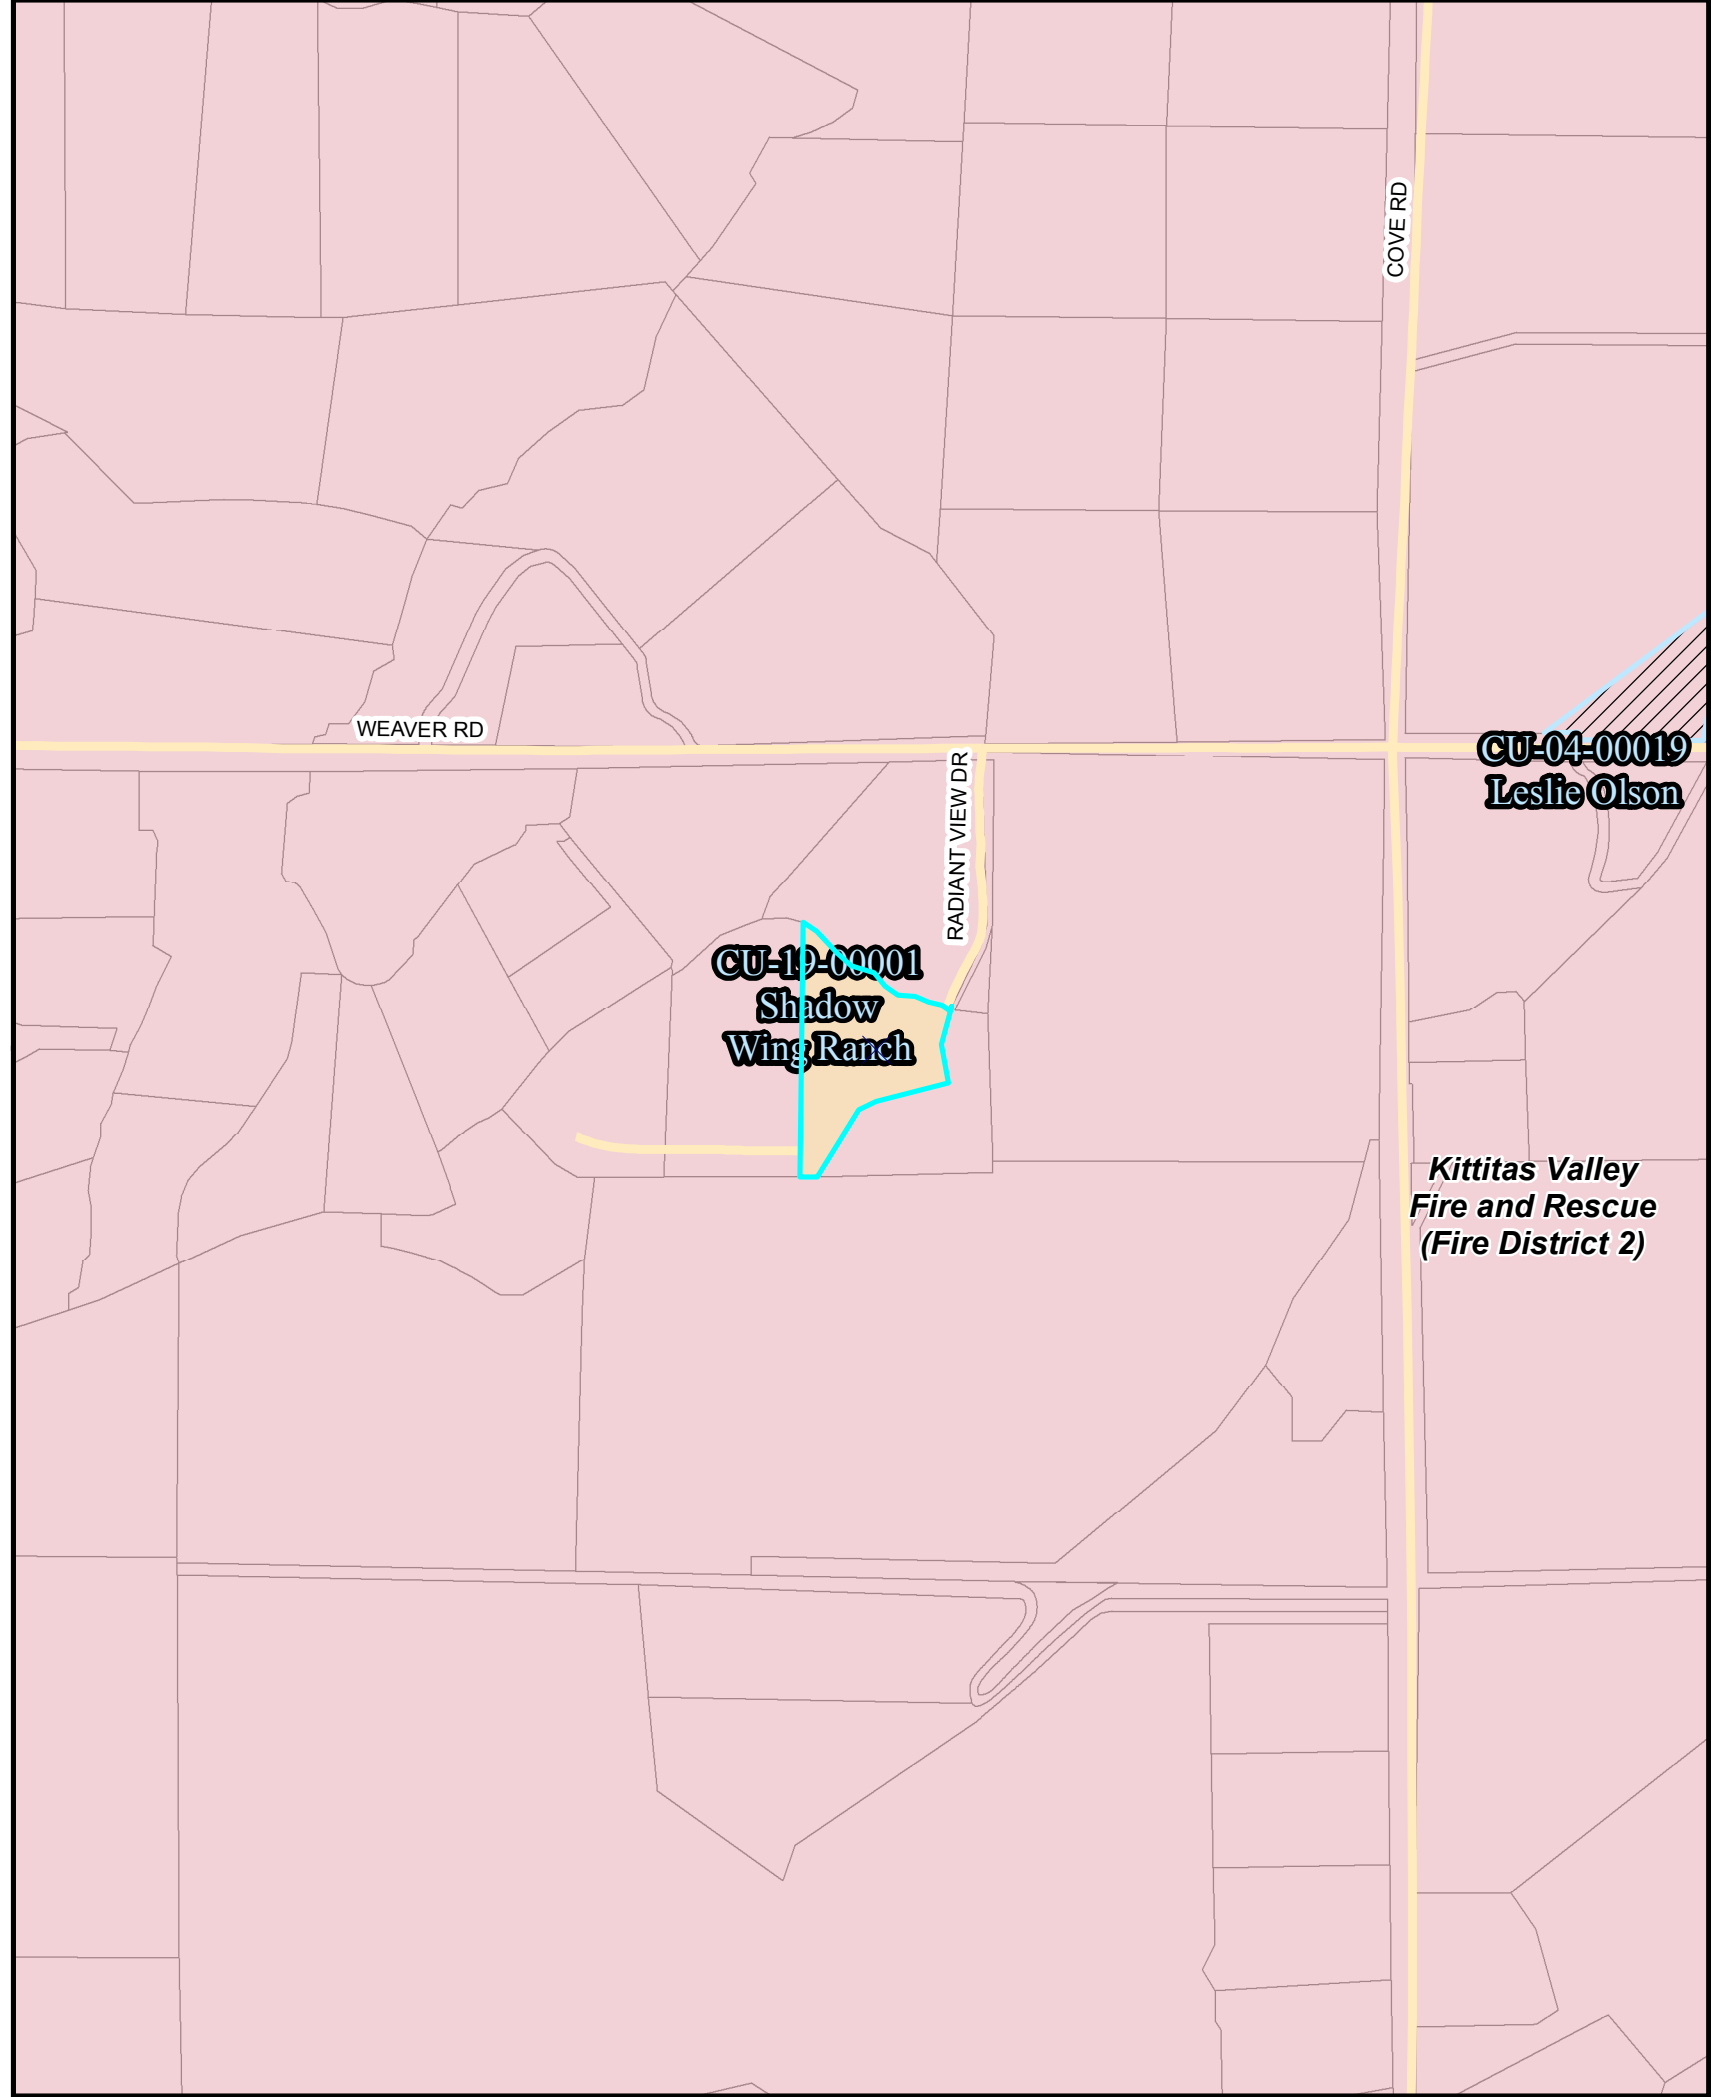 COVE RD
WEAVER RD
RADIANT VIEW DR
CU-04-00019
Leslie Olson
CU-19-00001
Shadow
Wing Ranch
Kittitas Valley
Fire and Rescue
(Fire District 2)